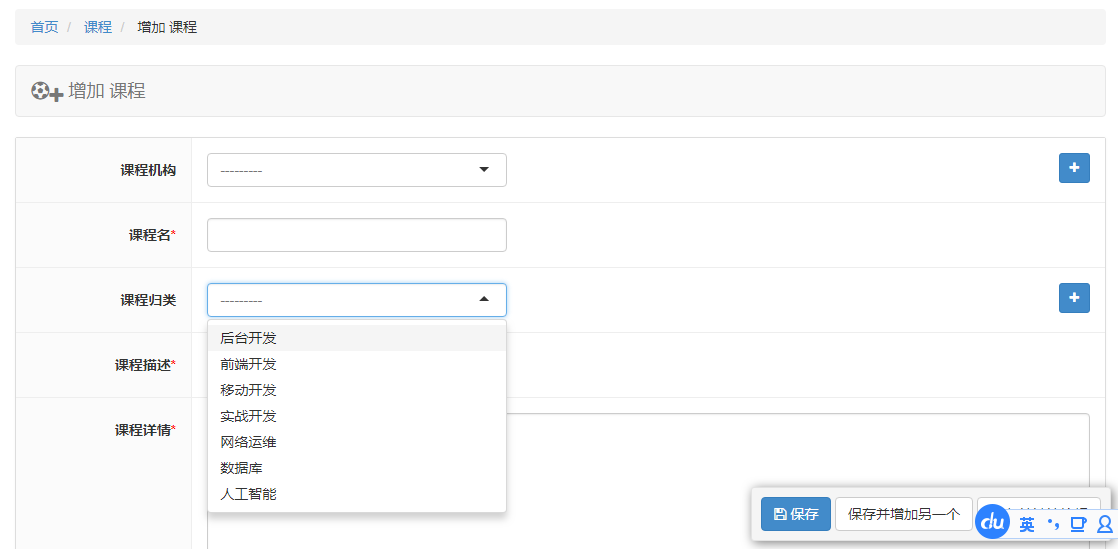 首页 / 课程 / 增加 课程
增加 课程
课程机构
---------
课程名*
课程归类
---------
后台开发
前端开发
移动开发
实战开发
网络运维
数据库
人工智能
课程描述*
课程详情*
保存
保存并增加另一个
du 英